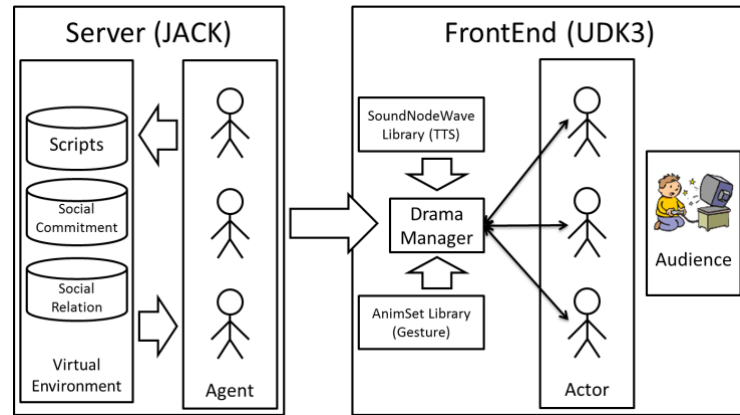 Server (JACK)
Scripts
Social
Commitment
Social
Relation
Virtual
Environment
Agent
FrontEnd (UDK3)
SoundNodeWave
Library (TTS)
Drama
Manager
AnimSet Library
(Gesture)
Actor
Audience